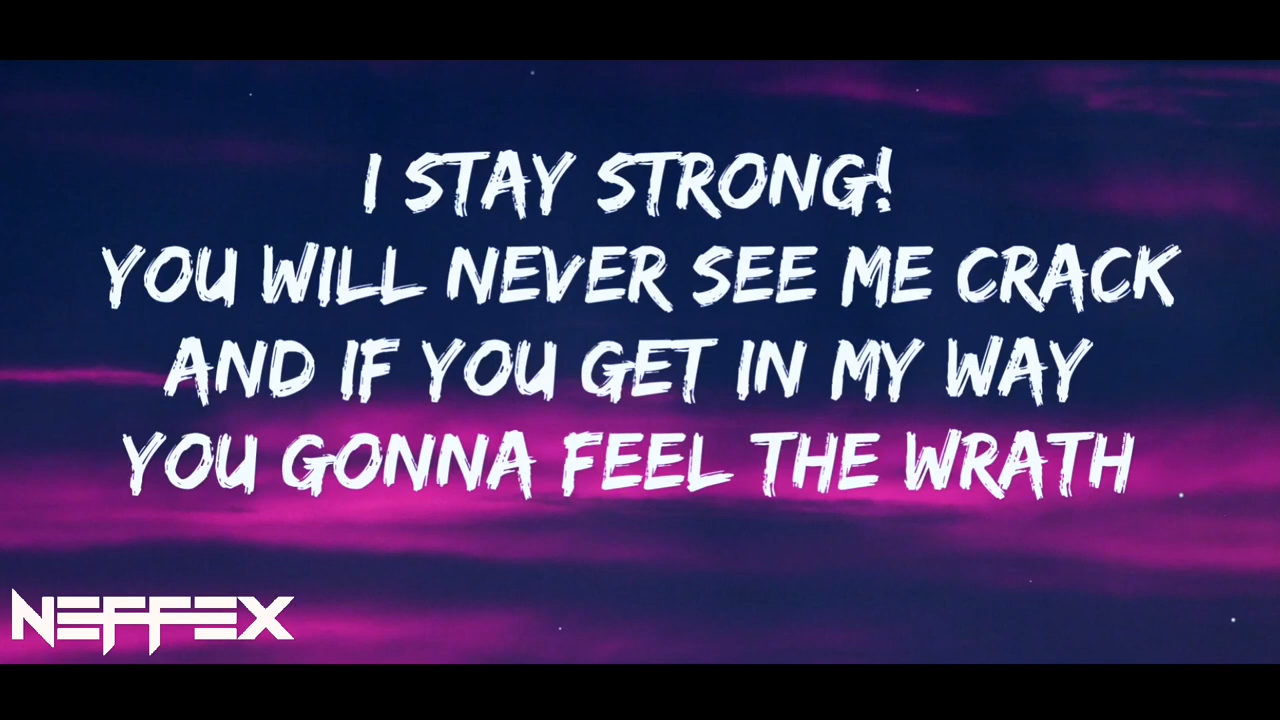 I STAY STRONG!
YOU WILL NEVER SEE ME CRACK
AND IF YOU GET IN MY WAY
YOU GONNA FEEL THE WRATH
NEFFEX